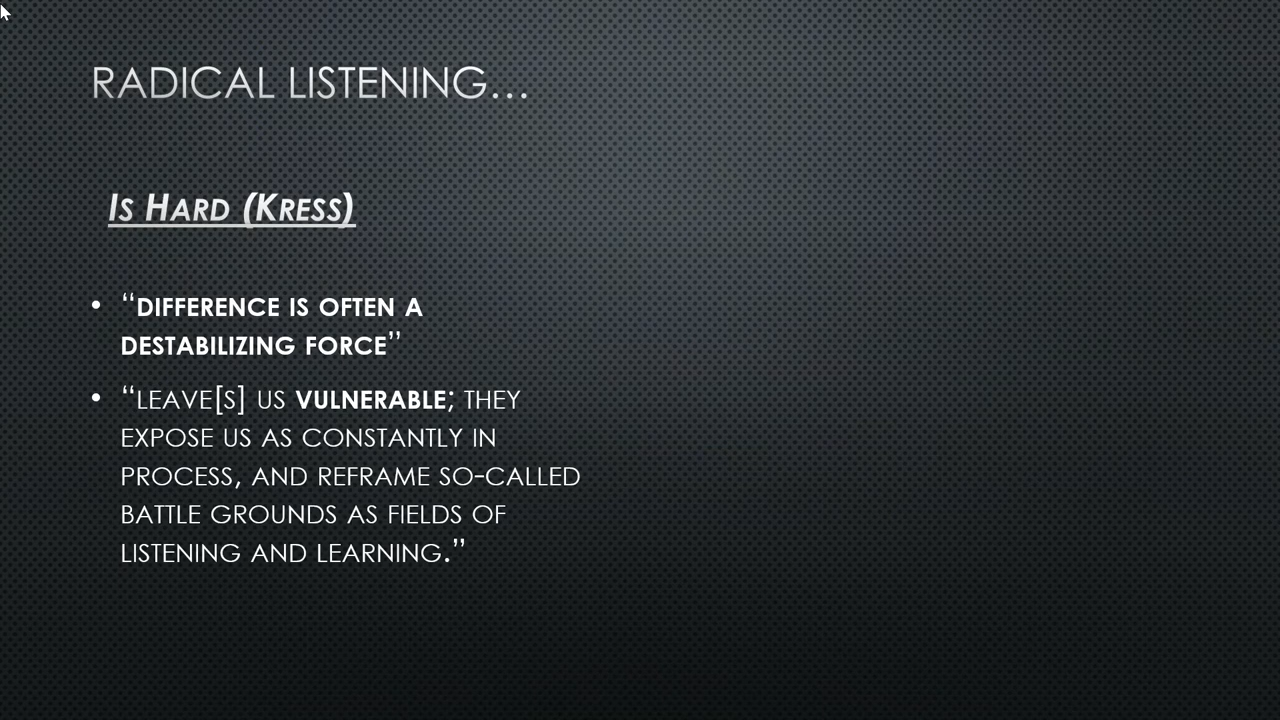 RADICAL LISTENING…
IS HARD (KRESS)
• “DIFFERENCE IS OFTEN A
DESTABILIZING FORCE”
• “LEAVE[S] US VULNERABLE; THEY
EXPOSE US AS CONSTANTLY IN
PROCESS, AND REFRAME SO-CALLED
BATTLE GROUNDS AS FIELDS OF
LISTENING AND LEARNING.”